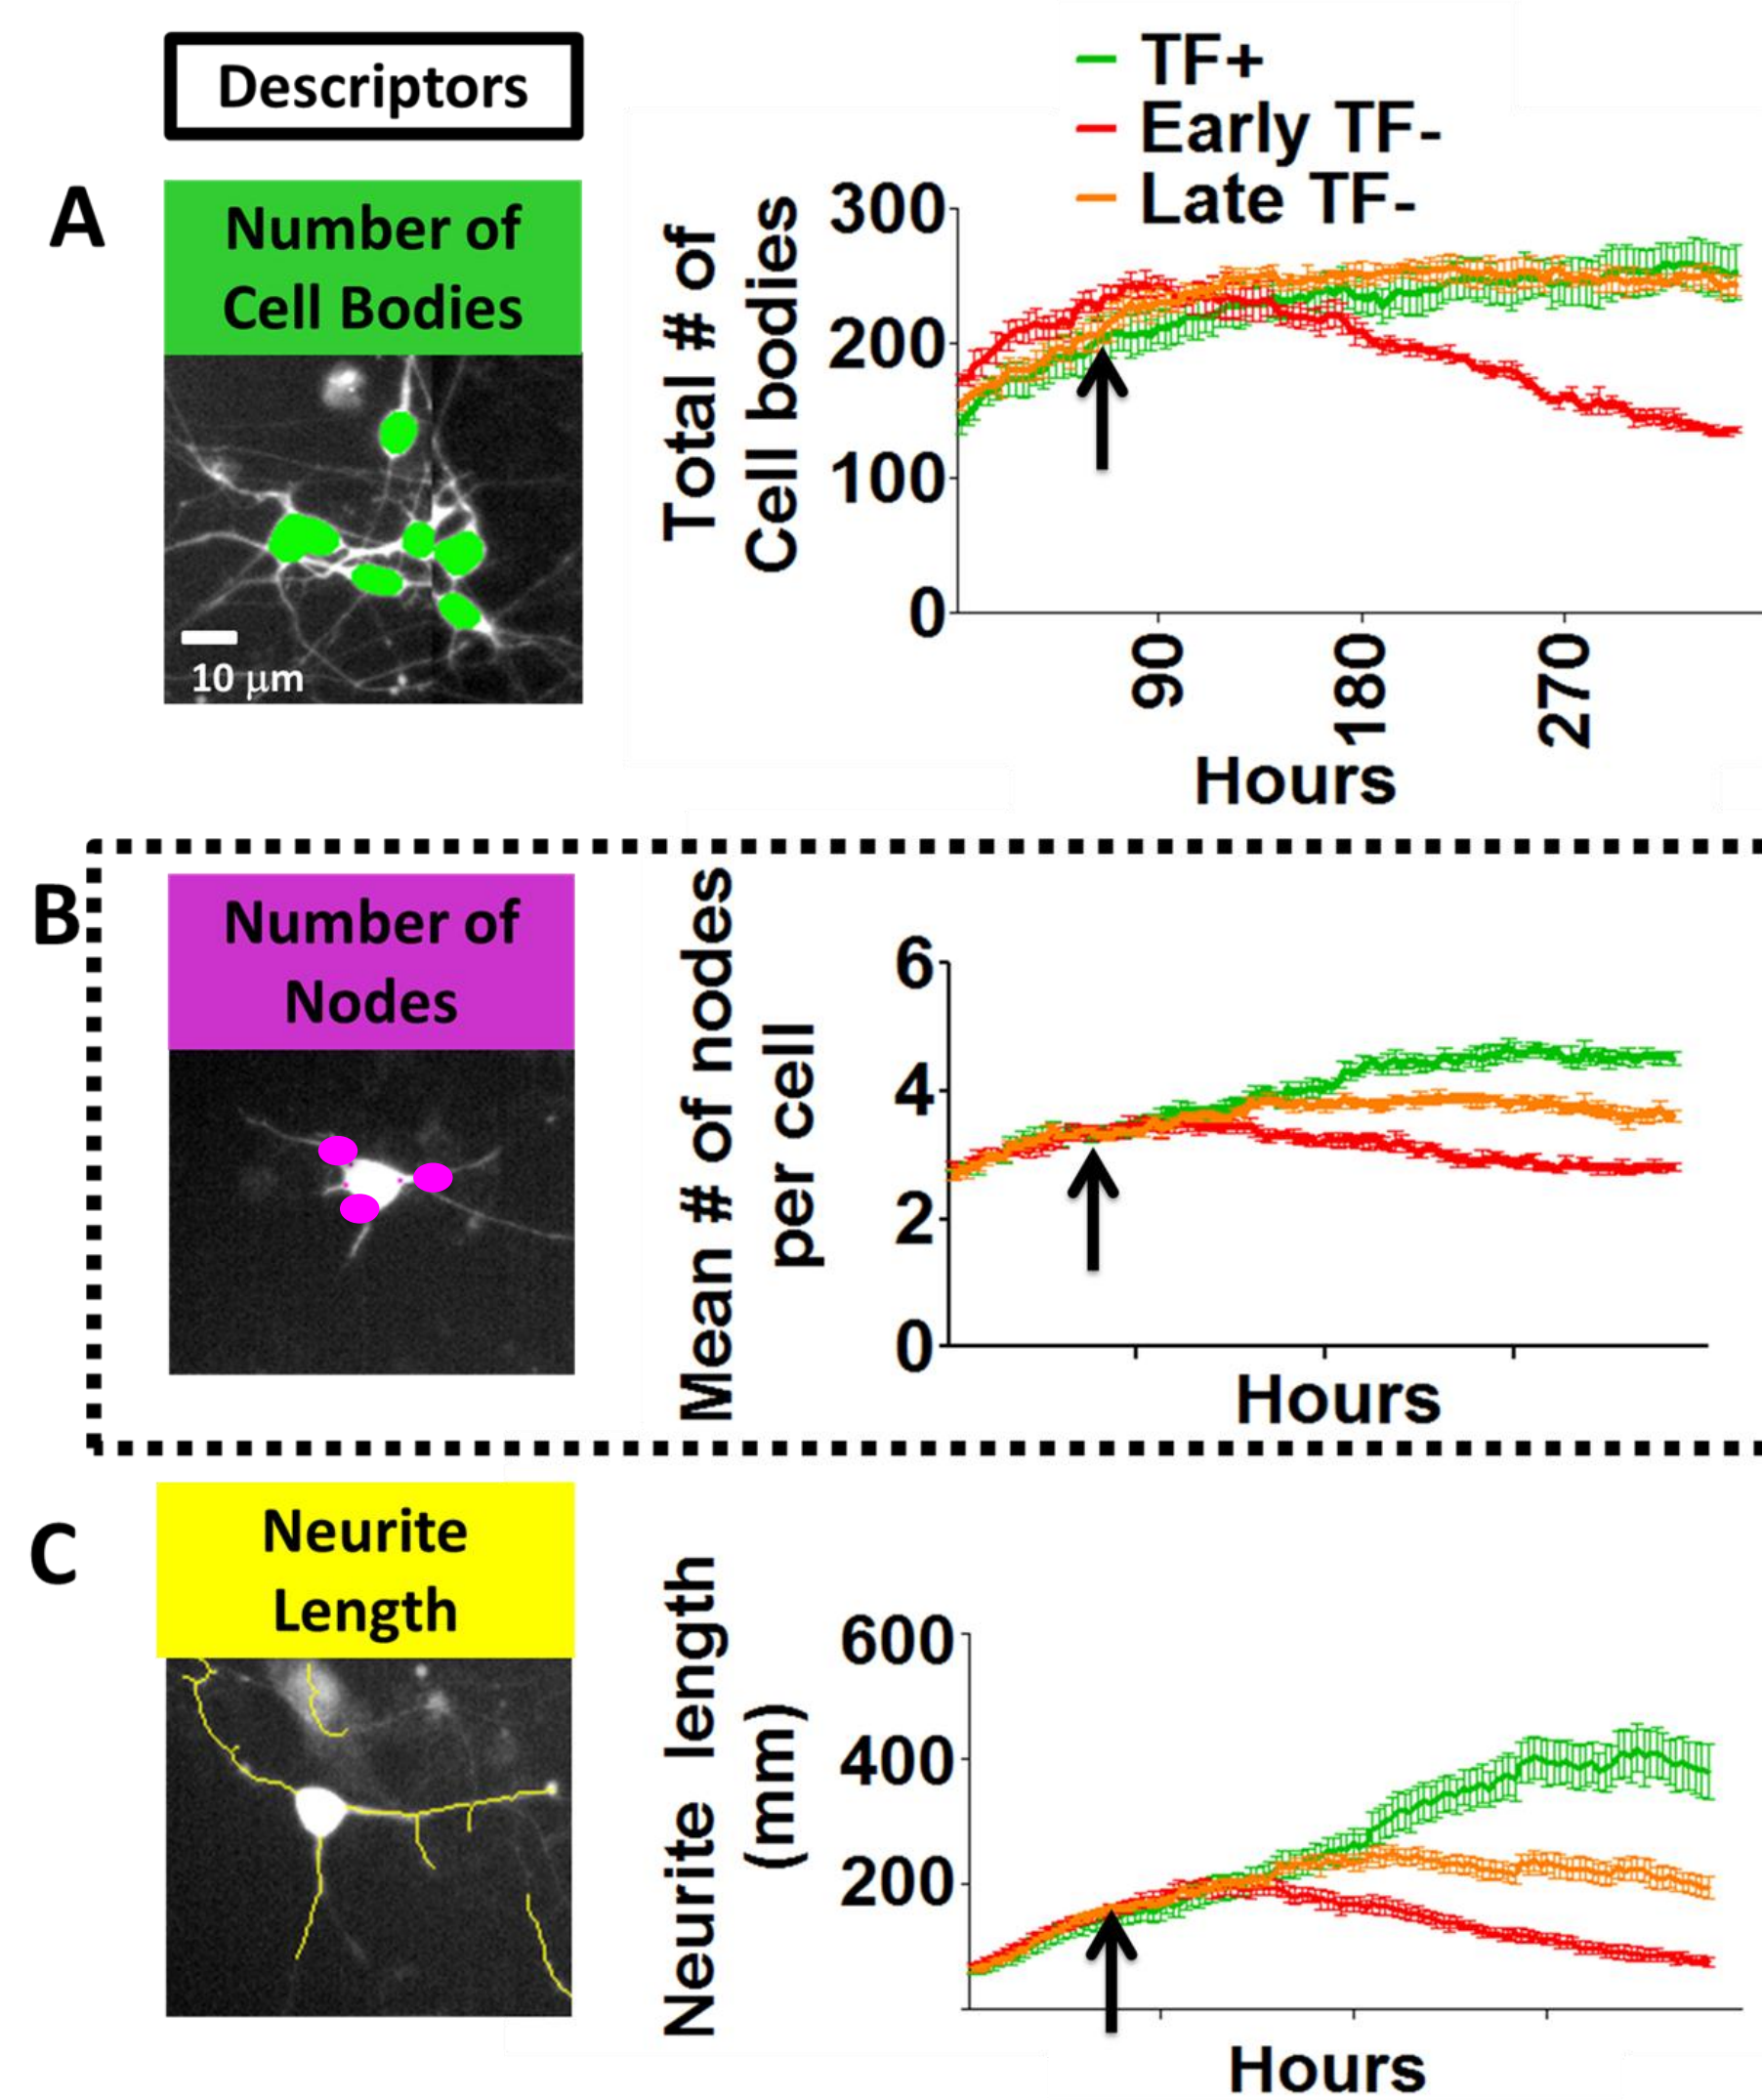 Descriptors
TF+
Early TF-
Late TF-
A
Number of
Cell Bodies
10 μm
Total # of
Cell bodies
300
200
100
0
90
180
270
Hours
B
Number of
Nodes
Mean # of nodes
per cell
6
4
2
0
Hours
C
Neurite
Length
Neurite length
(mm)
600
400
200
Hours